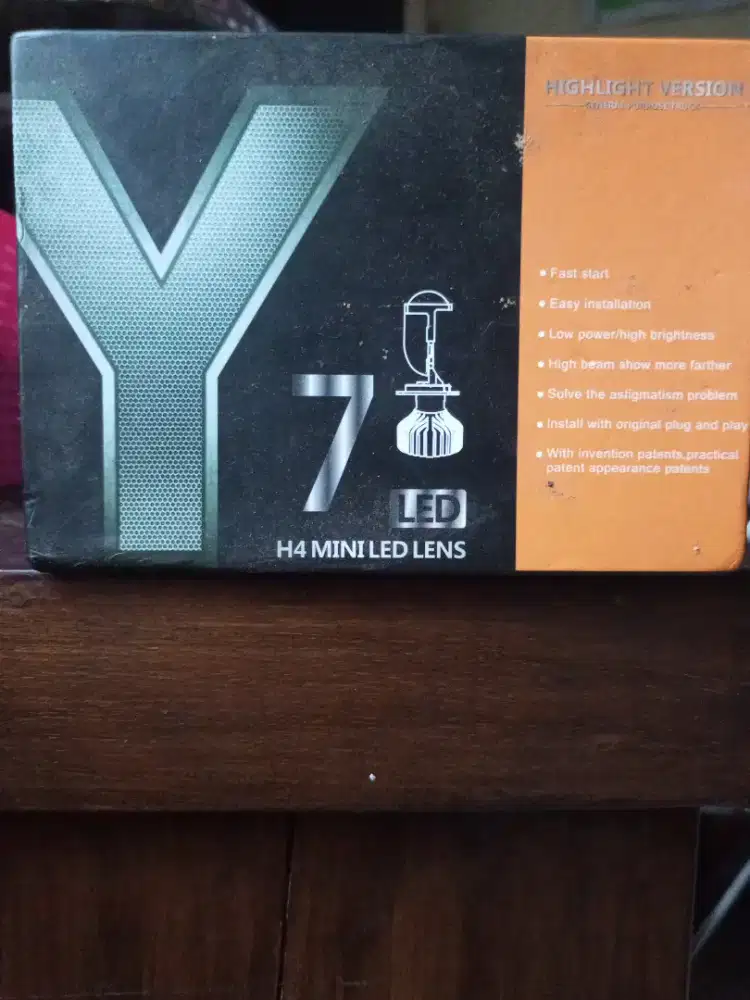 Y
7
LED
H4 MINI LED LENS
HIGHLIGHT VERSION
• Fast start
• Easy installation
• Low power/high brightness
• High beam show more farther
• Solve the astigmatism problem
• Install with original plug and play
• With invention patents,practical
patent appearance patents